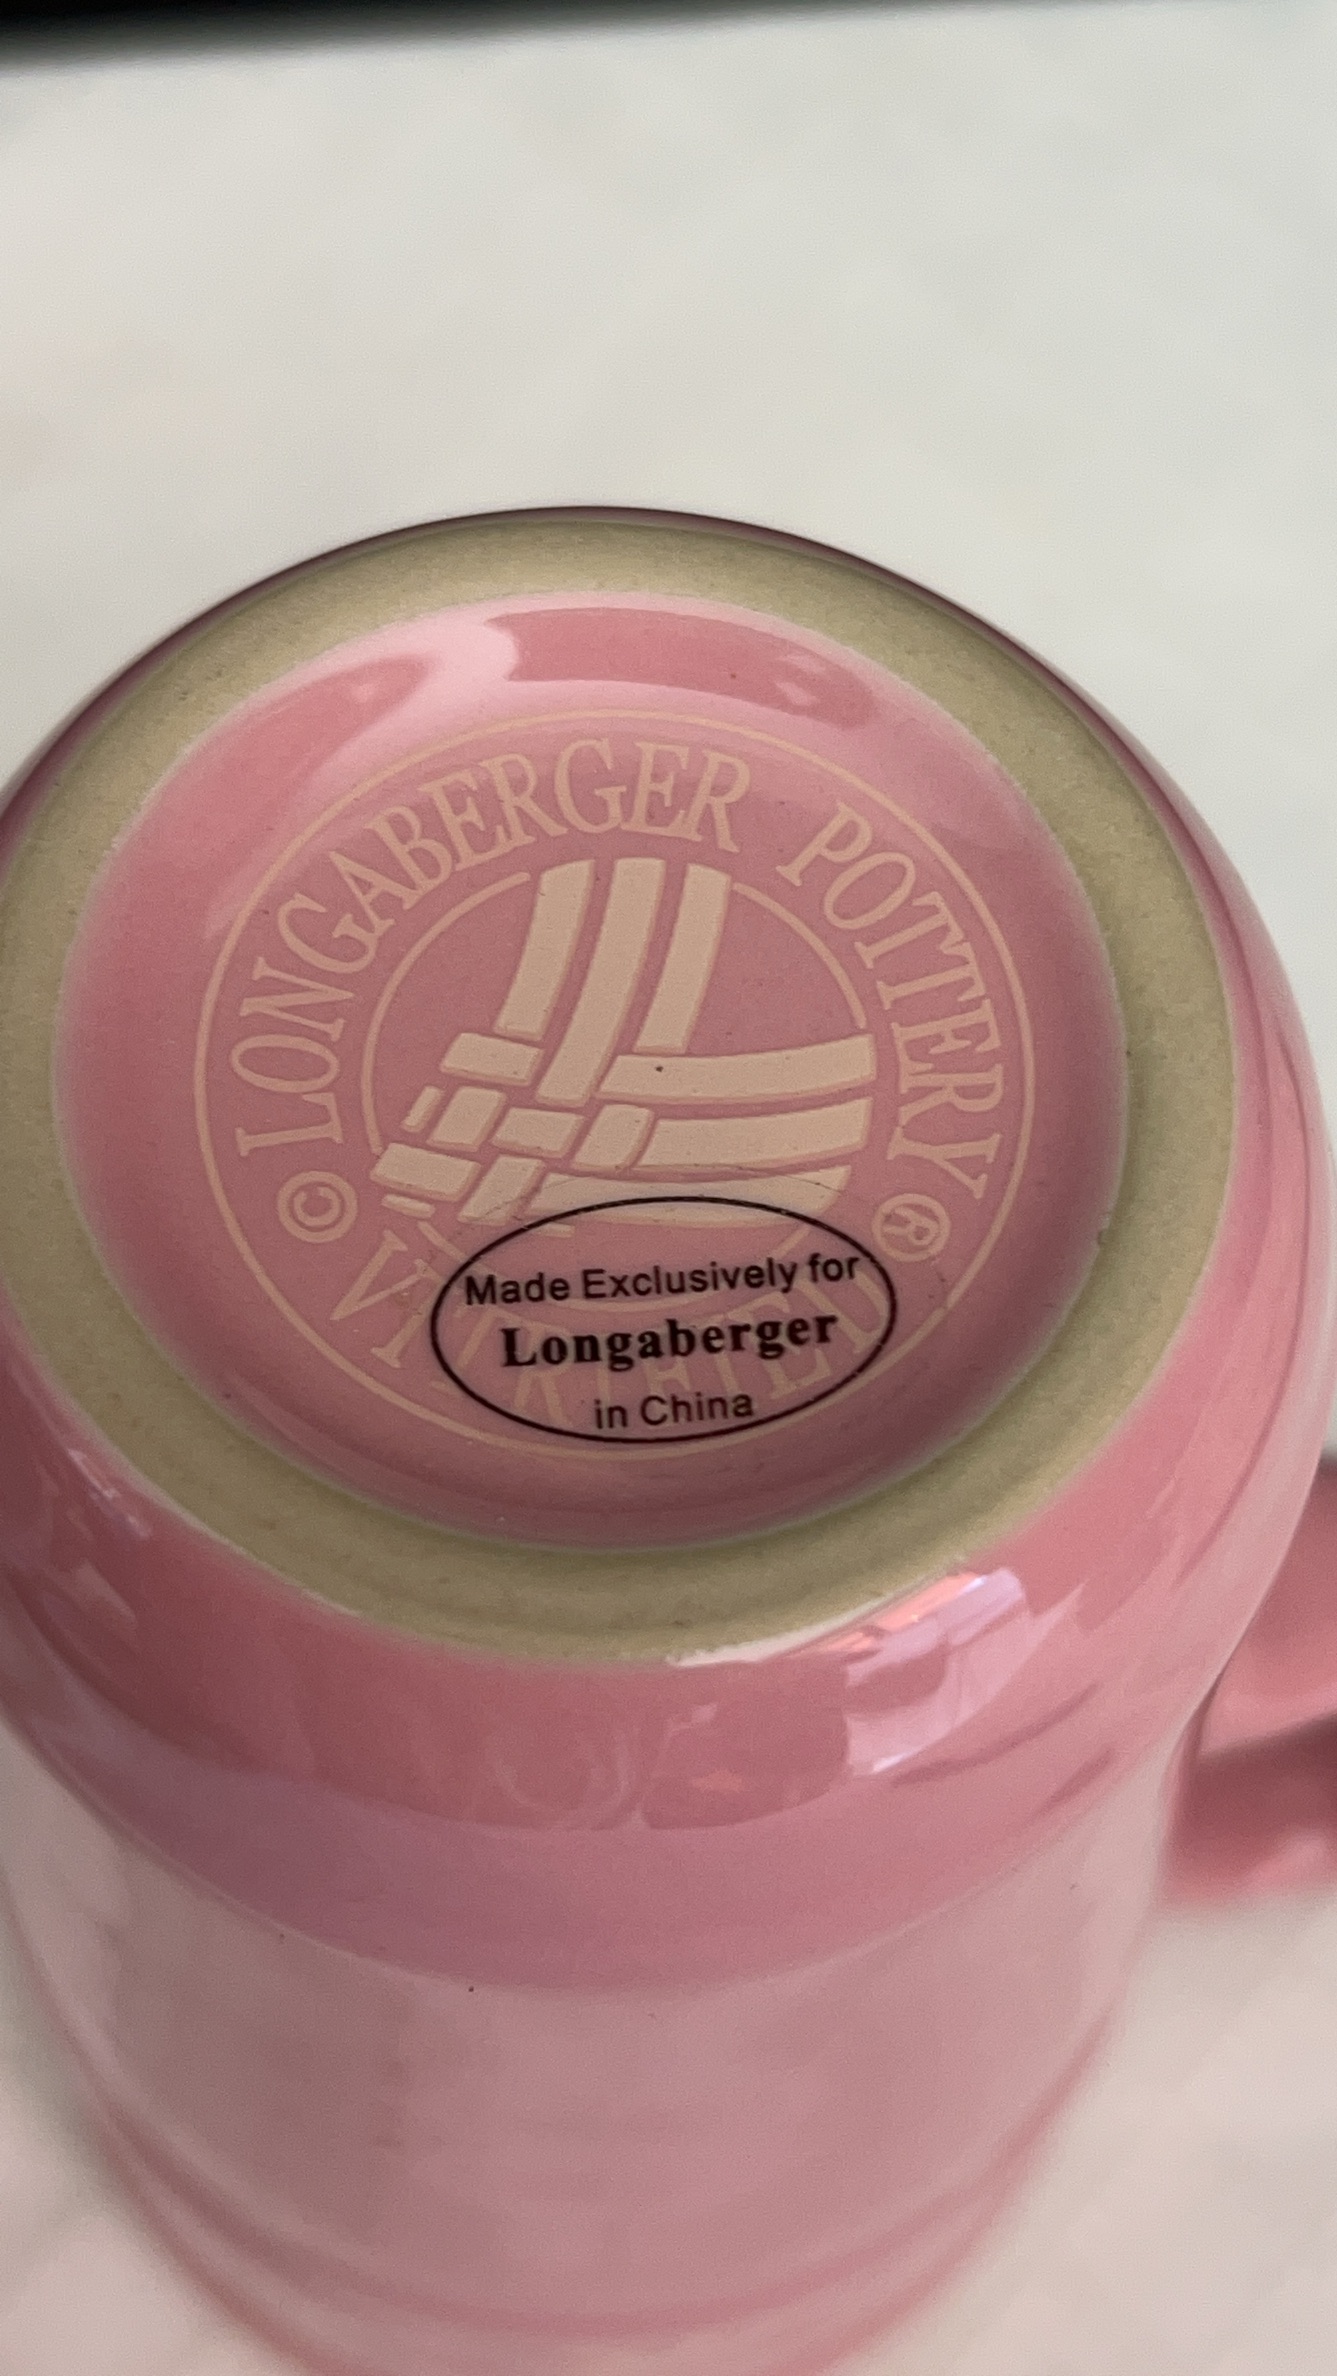 © LONGABERGER POTTERY ®
VITRIFIED
Made Exclusively for
Longaberger
in China